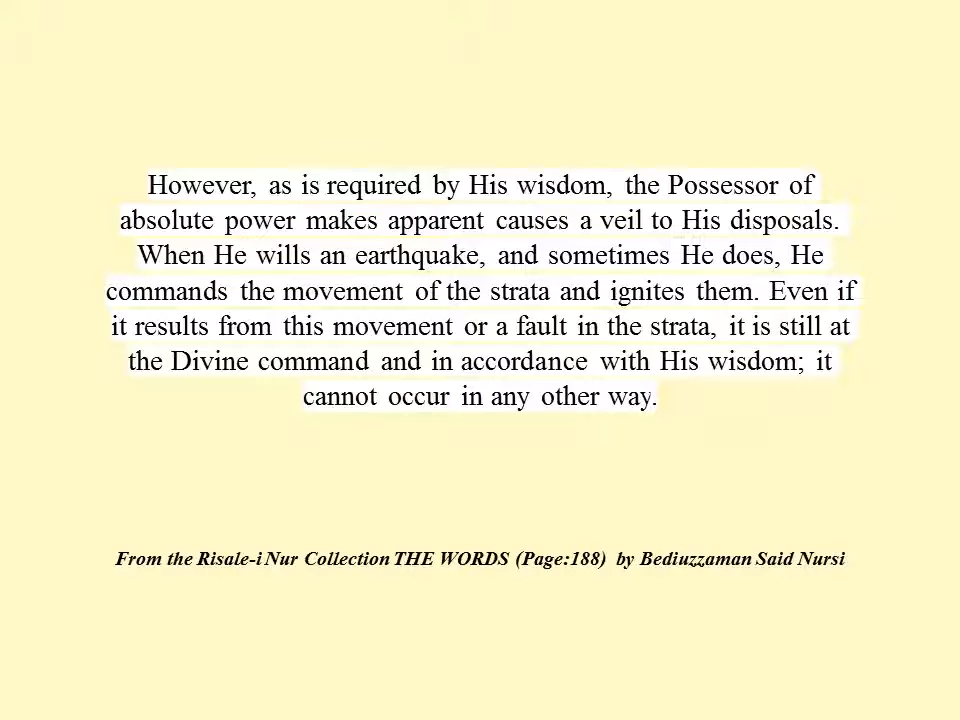 However, as is required by His wisdom, the Possessor of
absolute power makes apparent causes a veil to His disposals.
When He wills an earthquake, and sometimes He does, He
commands the movement of the strata and ignites them. Even if
it results from this movement or a fault in the strata, it is still at
the Divine command and in accordance with His wisdom; it
cannot occur in any other way.
From the Risale-i Nur Collection THE WORDS (Page:188) by Bediuzzaman Said Nursi